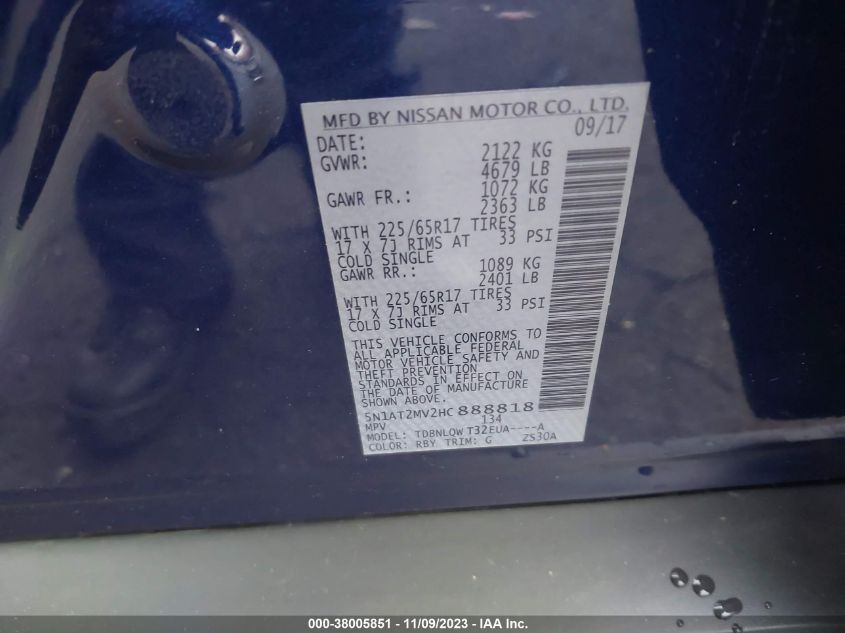 MFD BY NISSAN MOTOR CO., LTD.
DATE: 09/17
GVWR: 2122 KG
4679 LB
GAWR FR.: 1072 KG
2363 LB
WITH 225/65R17 TIRES
17 X 7J RIMS AT 33 PSI
COLD SINGLE
GAWR RR.: 1089 KG
2401 LB
WITH 225/65R17 TIRES
17 X 7J RIMS AT 33 PSI
COLD SINGLE
THIS VEHICLE CONFORMS TO
ALL APPLICABLE FEDERAL
MOTOR VEHICLE SAFETY AND
THEFT PREVENTION
STANDARDS IN EFFECT ON
THE DATE OF MANUFACTURE
SHOWN ABOVE.
5N1AT2MV2HC888818
MPV 134
MODEL: TDBNLQW T32EUA----A
COLOR: RBY TRIM: G ZS30A
000-38005851 - 11/09/2023 - IAA Inc.